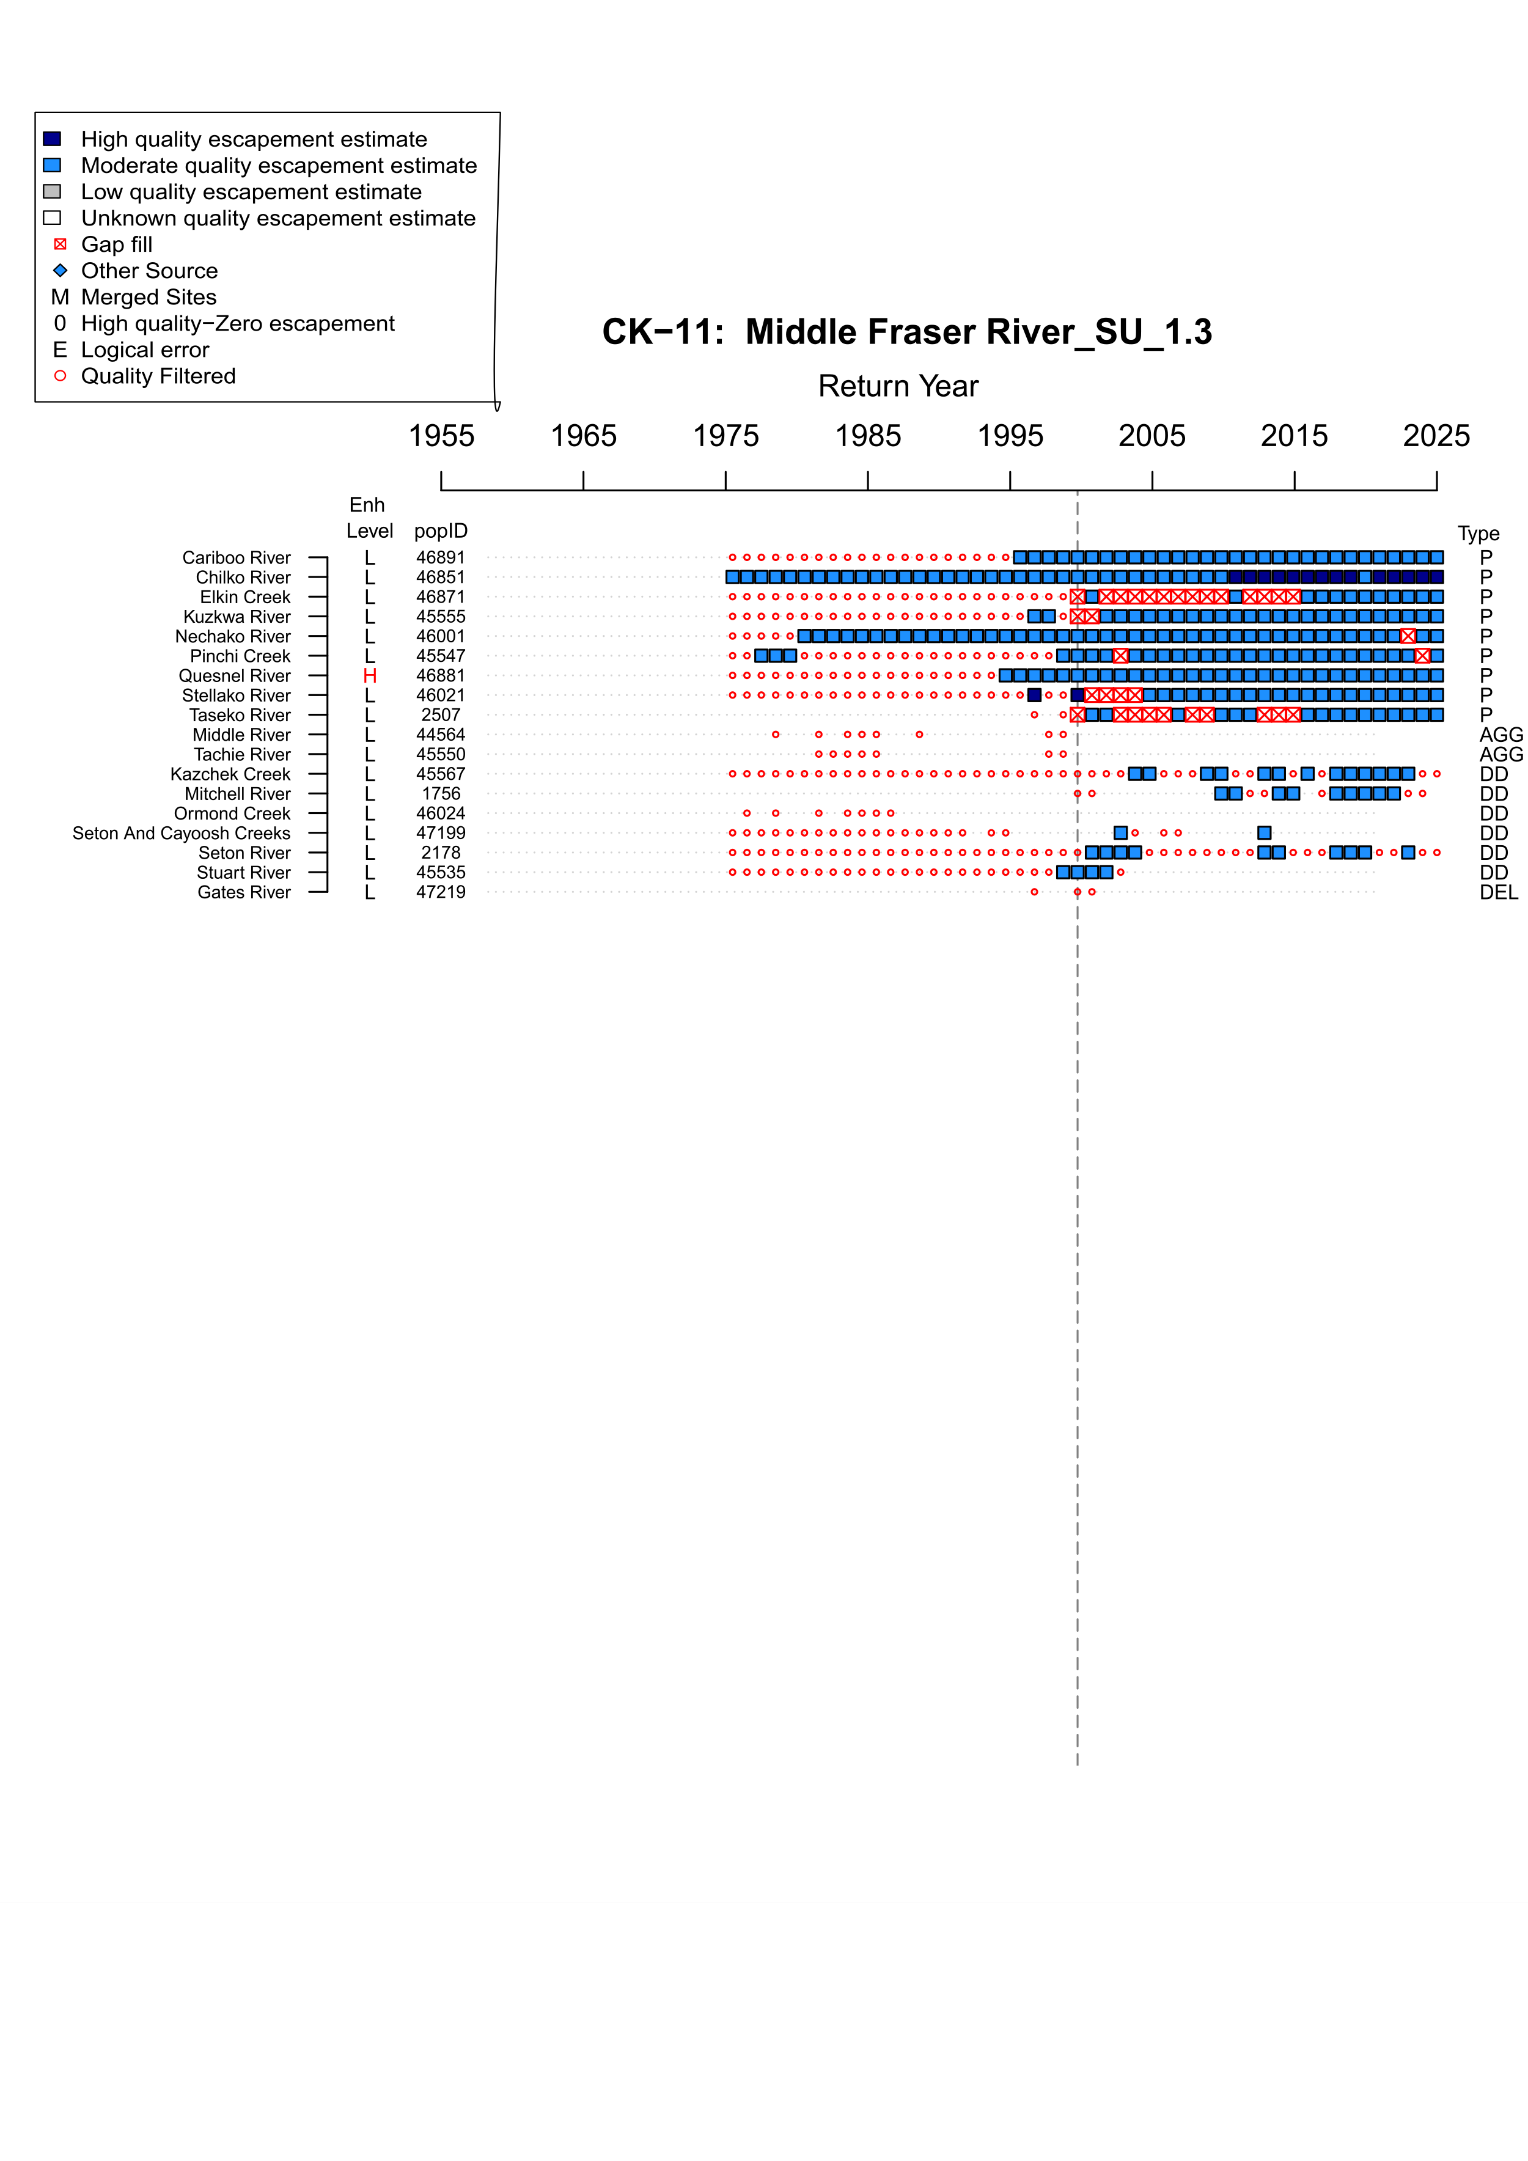 High quality escapement estimate
Moderate quality escapement estimate
Low quality escapement estimate
Unknown quality escapement estimate
Gap fill
Other Source
M Merged Sites
0 High quality−Zero escapement
E Logical error
Quality Filtered
CK−11: Middle Fraser River_SU_1.3
Return Year
1955 1965 1975 1985 1995 2005 2015 2025
Enh
Level popID Type
Cariboo River L 46891 P
Chilko River L 46851 P
Elkin Creek L 46871 P
Kuzkwa River L 45555 P
Nechako River L 46001 P
Pinchi Creek L 45547 P
Quesnel River H 46881 P
Stellako River L 46021 P
Taseko River L 2507 P
Middle River L 44564 AGG
Tachie River L 45550 AGG
Kazchek Creek L 45567 DD
Mitchell River L 1756 DD
Ormond Creek L 46024 DD
Seton And Cayoosh Creeks L 47199 DD
Seton River L 2178 DD
Stuart River L 45535 DD
Gates River L 47219 DEL